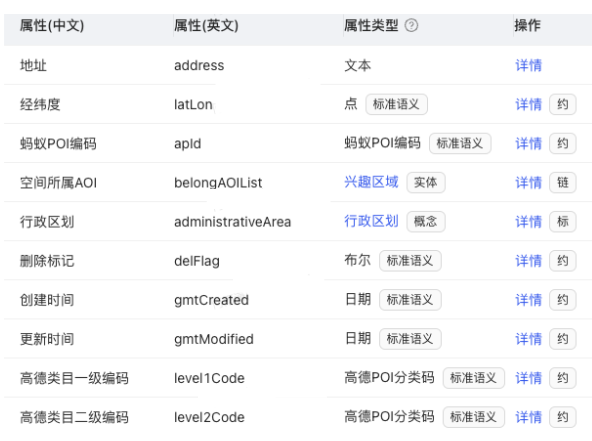 属性(中文) 属性(英文) 属性类型 ? 操作
地址 address 文本 详情
经纬度 latLon 点 标准语义 详情 约
蚂蚁POI编码 apId 蚂蚁POI编码 标准语义 详情 约
空间所属AOI belongAOIList 兴趣区域 实体 详情 链
行政区划 administrativeArea 行政区划 概念 详情 标
删除标记 delFlag 布尔 标准语义 详情 约
创建时间 gmtCreated 日期 标准语义 详情 约
更新时间 gmtModified 日期 标准语义 详情 约
高德类目一级编码 level1Code 高德POI分类码 标准语义 详情 约
高德类目二级编码 level2Code 高德POI分类码 标准语义 详情 约